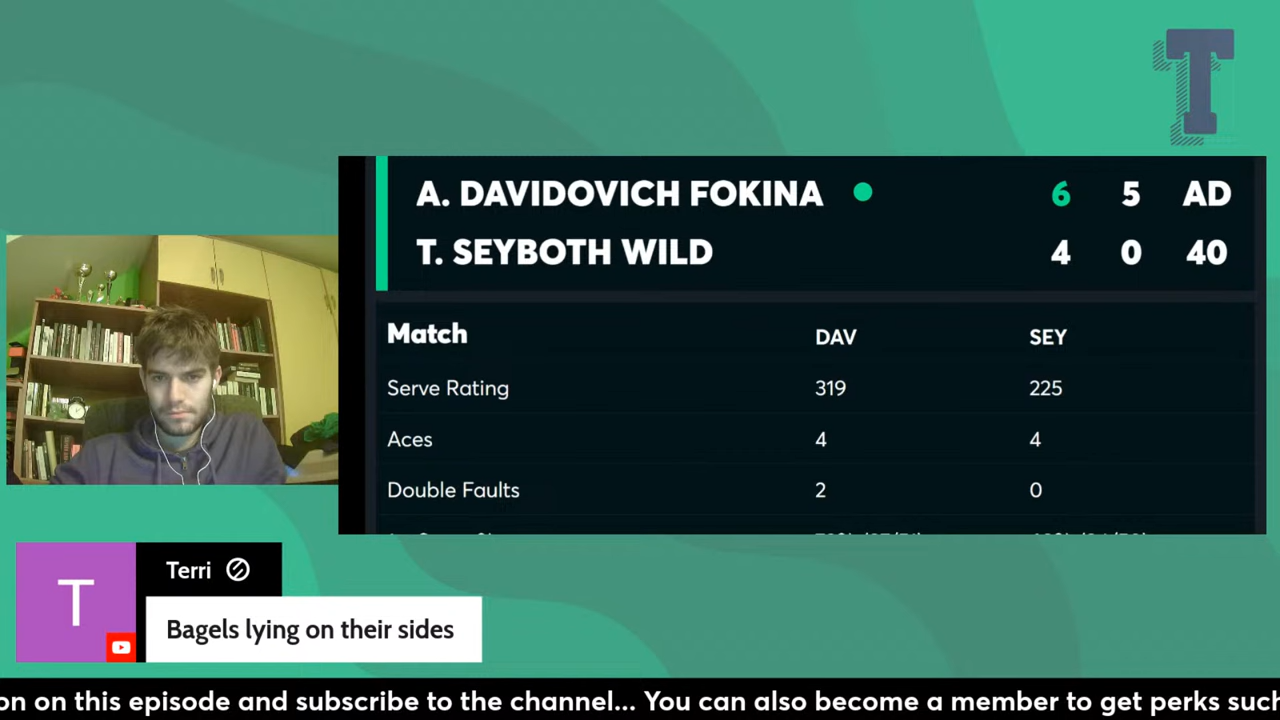 T
A. DAVIDOVICH FOKINA 6 5 AD
T. SEYBOTH WILD 4 0 40
Match DAV SEY
Serve Rating 319 225
Aces 4 4
Double Faults 2 0
T
Terri
Bagels lying on their sides
on on this episode and subscribe to the channel... You can also become a member to get perks such